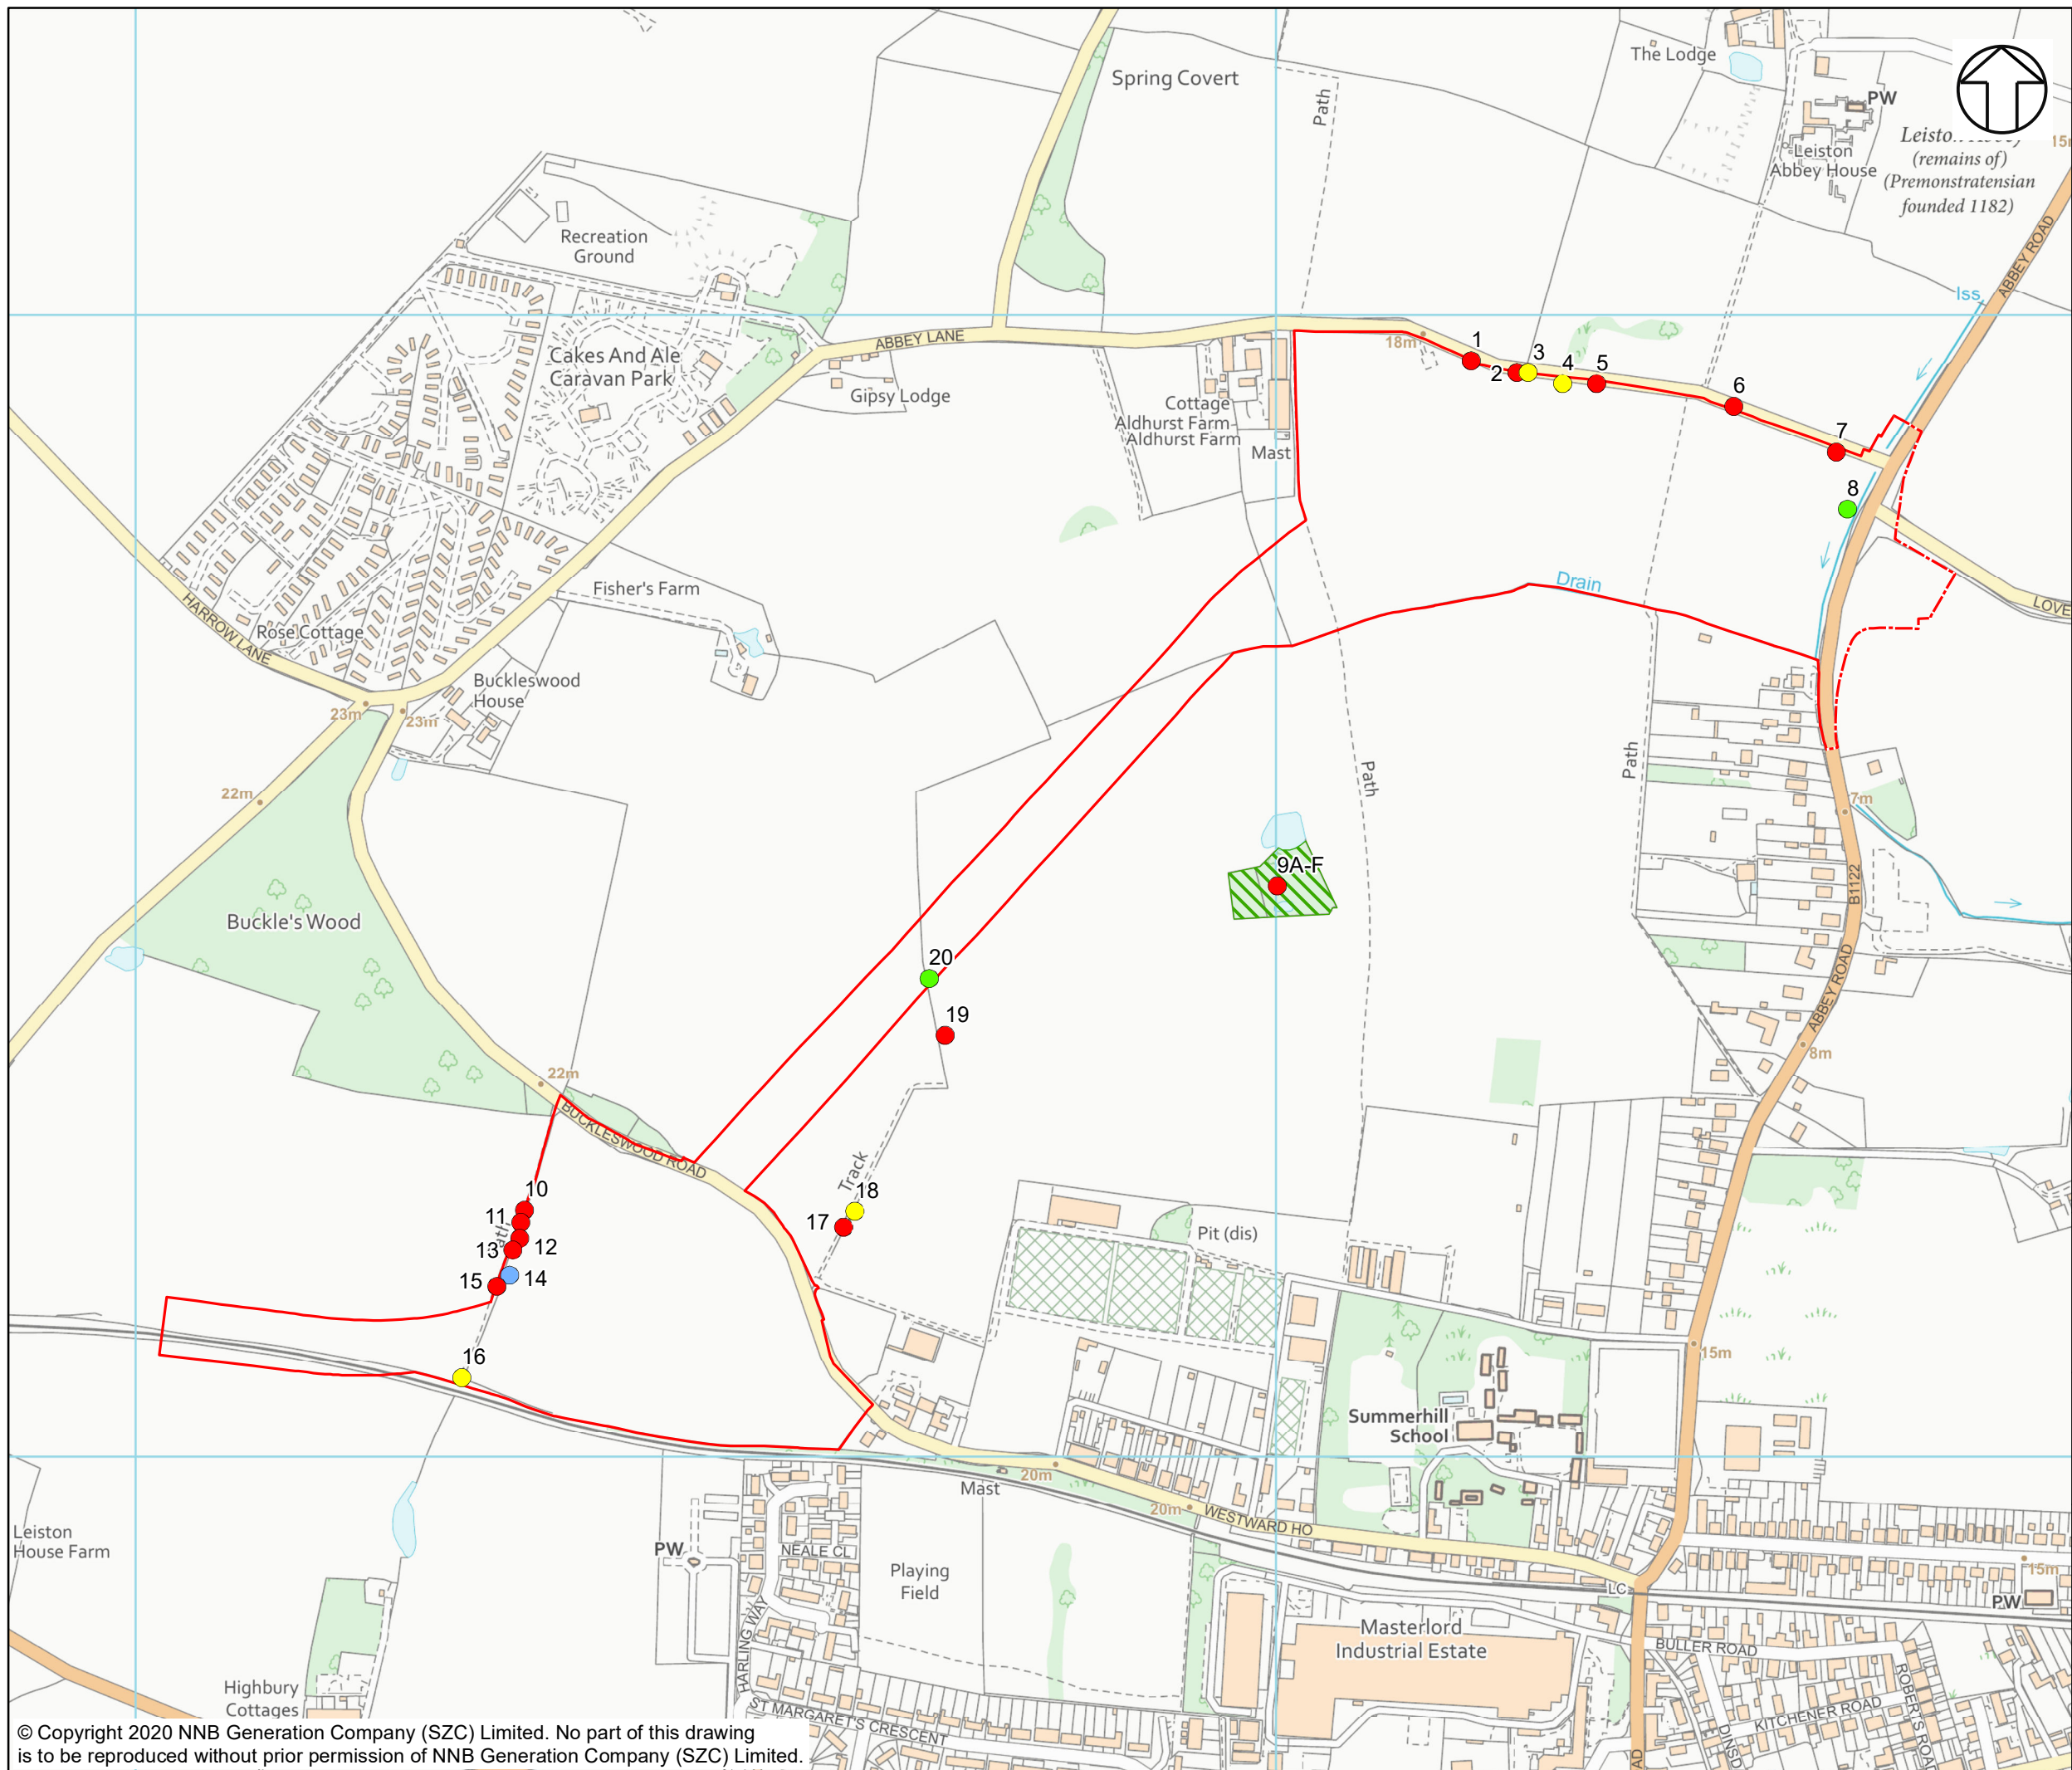 Spring Covert
Path
The Lodge
PW
Leiston
Abbey House
(remains of)
(Premonstratensian
founded 1182)
15m
ABBEY ROAD
Recreation
Ground
Iss
Cakes And Ale
Caravan Park
ABBEY LANE
Gipsy Lodge
18m
1
2
3
4
5
6
7
8
Cottage
Aldhurst Farm
Aldhurst Farm
Mast
Drain
HARROW LANE
Rose Cottage
Fisher's Farm
Buckleswood
House
23m
23m
22m
Path
Path
7m
B1122
9A-F
Buckle's Wood
20
19
ABBEY ROAD
8m
22m
BUCKLESWOOD ROAD
Track
10
11
12
13
14
15
16
17
18
Pit (dis)
15m
Summerhill
School
20m
Mast
20m
WESTWARD HO
Leiston
House Farm
PW
NEALE CL
HARLING WAY
Playing
Field
LC
15m
PW
Masterlord
Industrial Estate
BULLER ROAD
ROBERTS ROAD
KITCHENER ROAD
ST MARGARET'S CRESCENT
Highbury
Cottages
© Copyright 2020 NNB Generation Company (SZC) Limited. No part of this drawing
is to be reproduced without prior permission of NNB Generation Company (SZC) Limited.